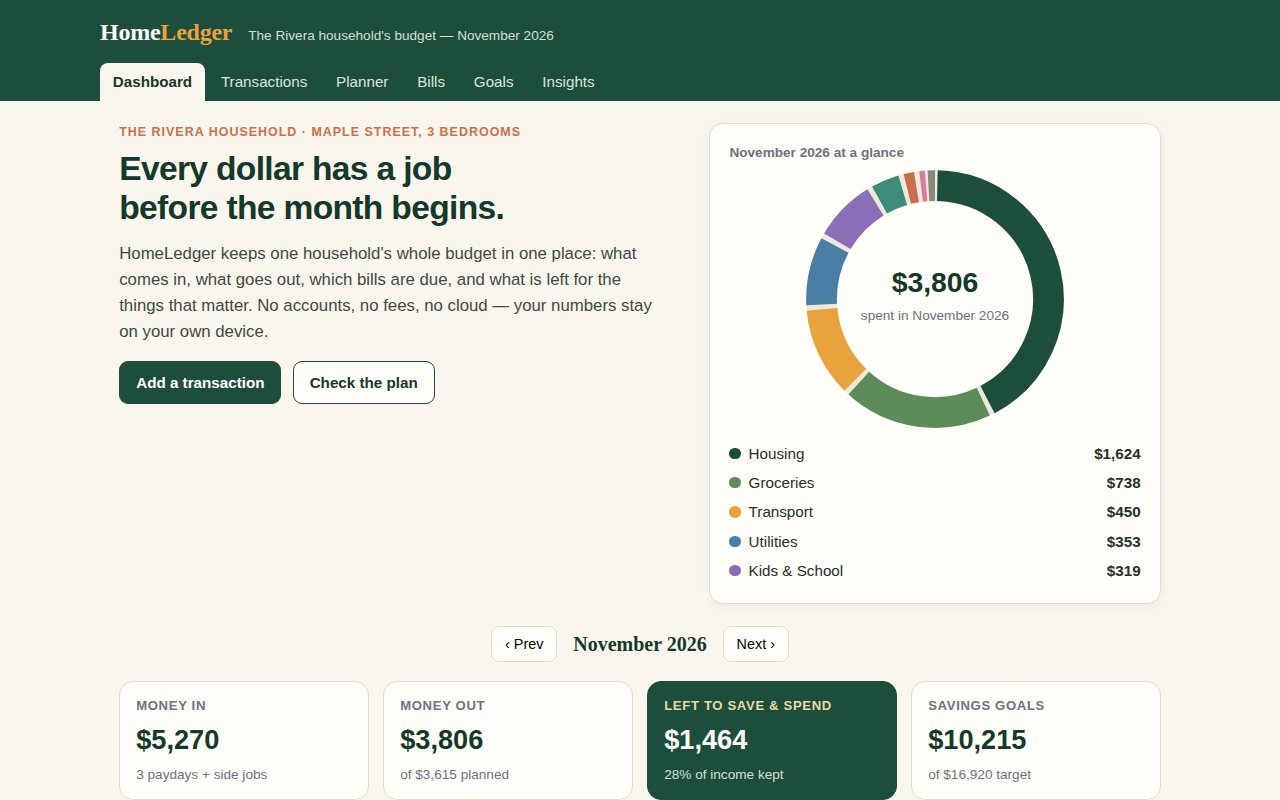 HomeLedger The Rivera household's budget — November 2026
Dashboard Transactions Planner Bills Goals Insights
THE RIVERA HOUSEHOLD · MAPLE STREET, 3 BEDROOMS
Every dollar has a job
before the month begins.
HomeLedger keeps one household's whole budget in one place: what
comes in, what goes out, which bills are due, and what is left for the
things that matter. No accounts, no fees, no cloud — your numbers stay
on your own device.
Add a transaction Check the plan
November 2026 at a glance
$3,806
spent in November 2026
Housing $1,624
Groceries $738
Transport $450
Utilities $353
Kids & School $319
‹ Prev November 2026 Next ›
MONEY IN
$5,270
3 paydays + side jobs
MONEY OUT
$3,806
of $3,615 planned
LEFT TO SAVE & SPEND
$1,464
28% of income kept
SAVINGS GOALS
$10,215
of $16,920 target